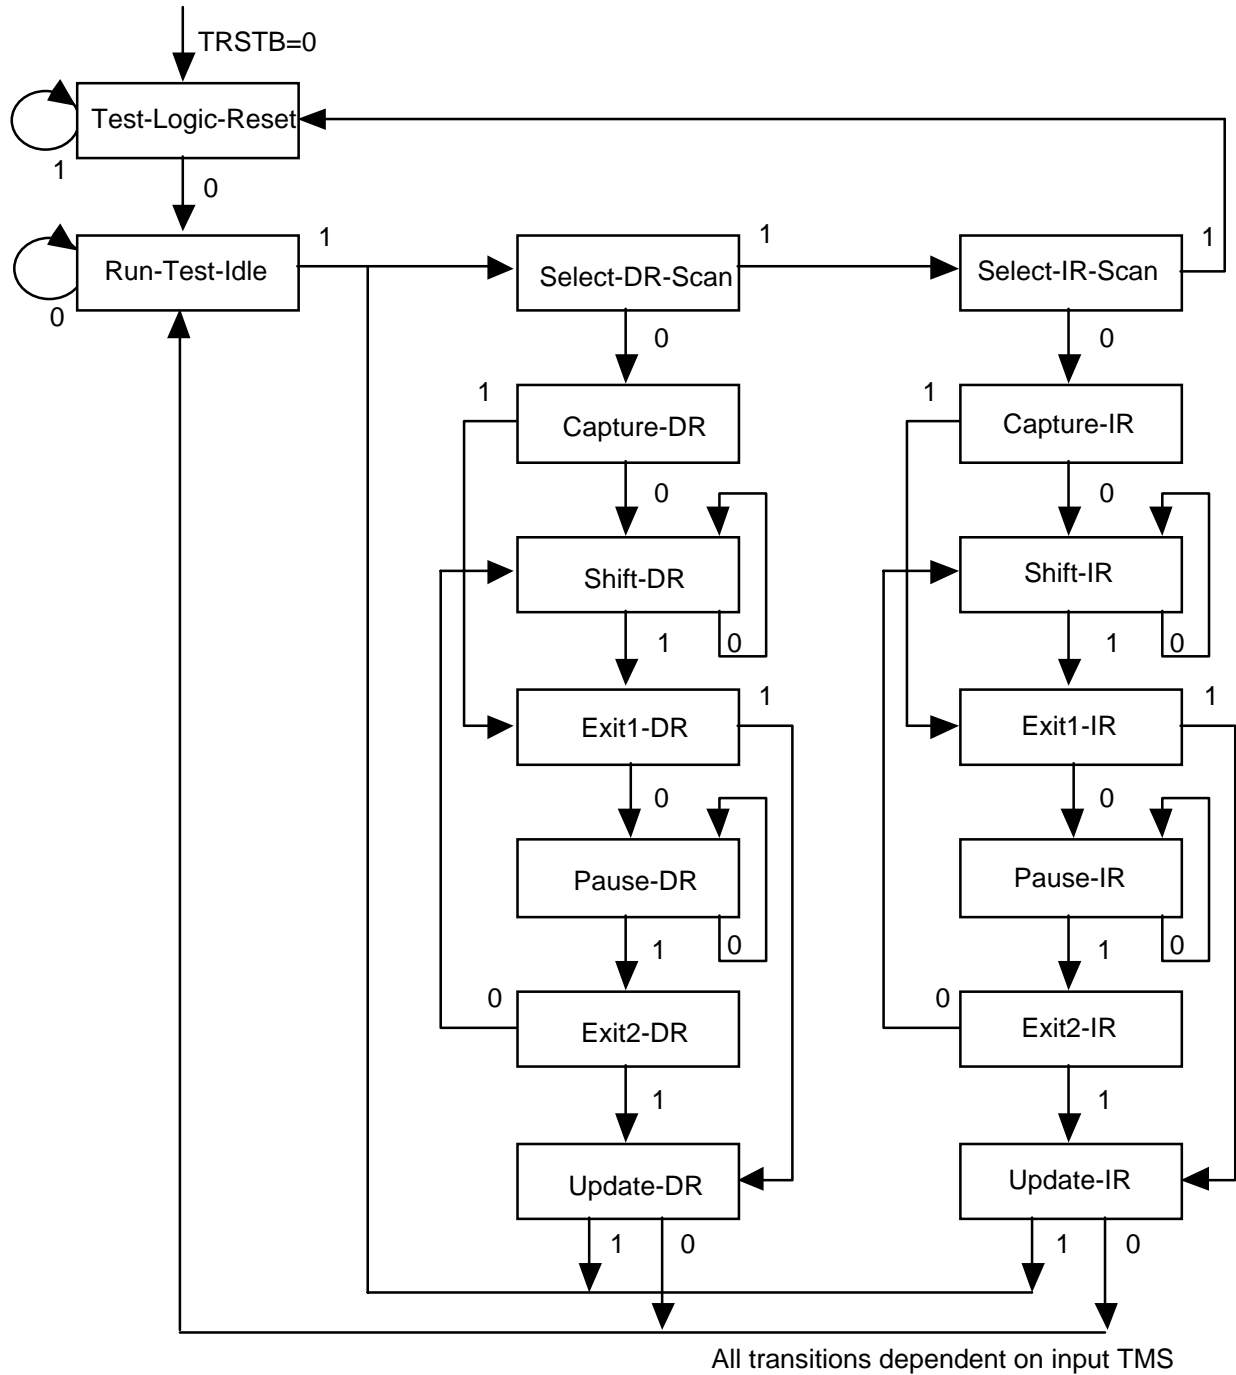 TRSTB=0
Test-Logic-Reset
1
0
Run-Test-Idle
0
1
Select-DR-Scan
1
Select-IR-Scan
1
0
0
1
Capture-DR
1
Capture-IR
0
0
Shift-DR
Shift-IR
1
0
1
0
Exit1-DR
1
Exit1-IR
1
0
0
Pause-DR
Pause-IR
1
0
1
0
0
Exit2-DR
0
Exit2-IR
1
1
Update-DR
Update-IR
1
0
1
0
All transitions dependent on input TMS